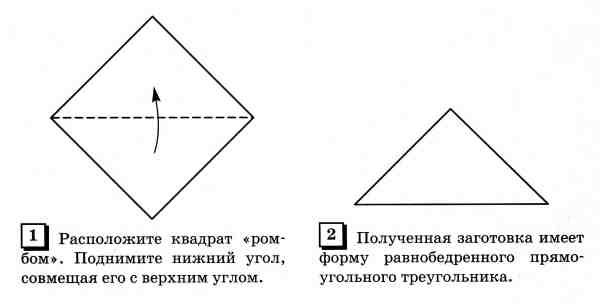 1 Расположите квадрат «ром-
бом». Поднимите нижний угол,
совмещая его с верхним углом.
2 Полученная заготовка имеет
форму равнобедренного прямо-
угольного треугольника.